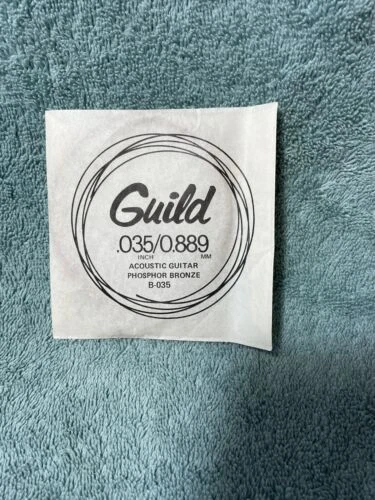 Guild
.035/0.889
INCH MM
ACOUSTIC GUITAR
PHOSPHOR BRONZE
B-035